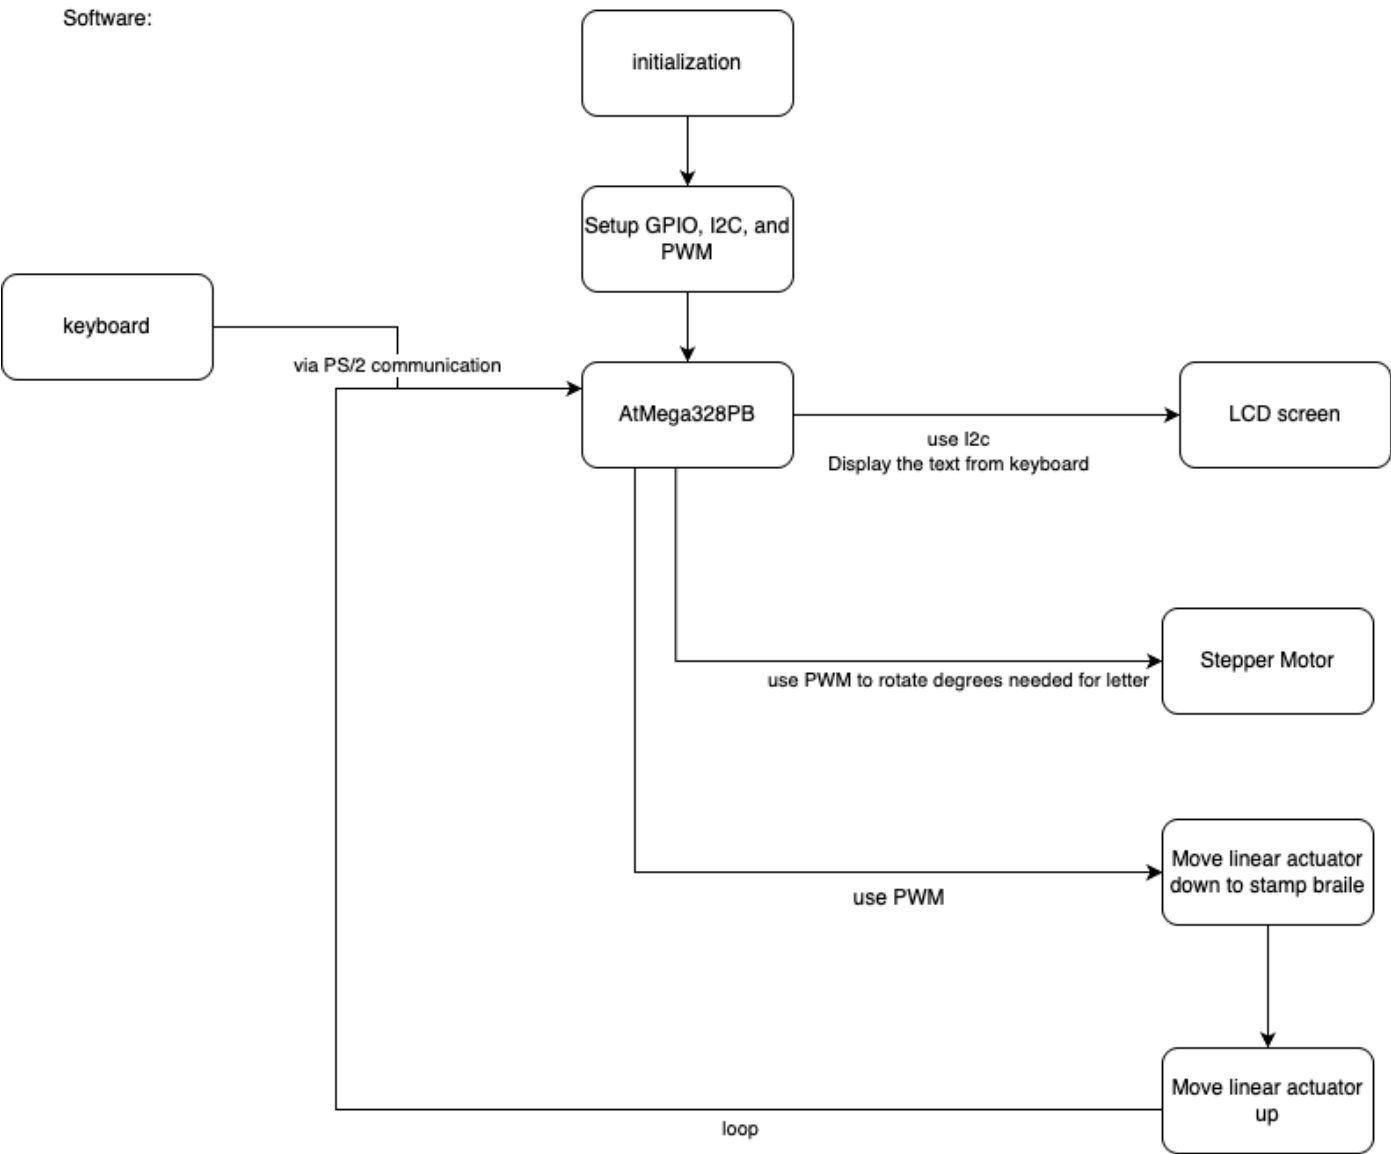 Software:
initialization
Setup GPIO, I2C, and
PWM
keyboard
via PS/2 communication
AtMega328PB
LCD screen
use I2c
Display the text from keyboard
Stepper Motor
use PWM to rotate degrees needed for letter
Move linear actuator
down to stamp braile
use PWM
Move linear actuator
up
loop